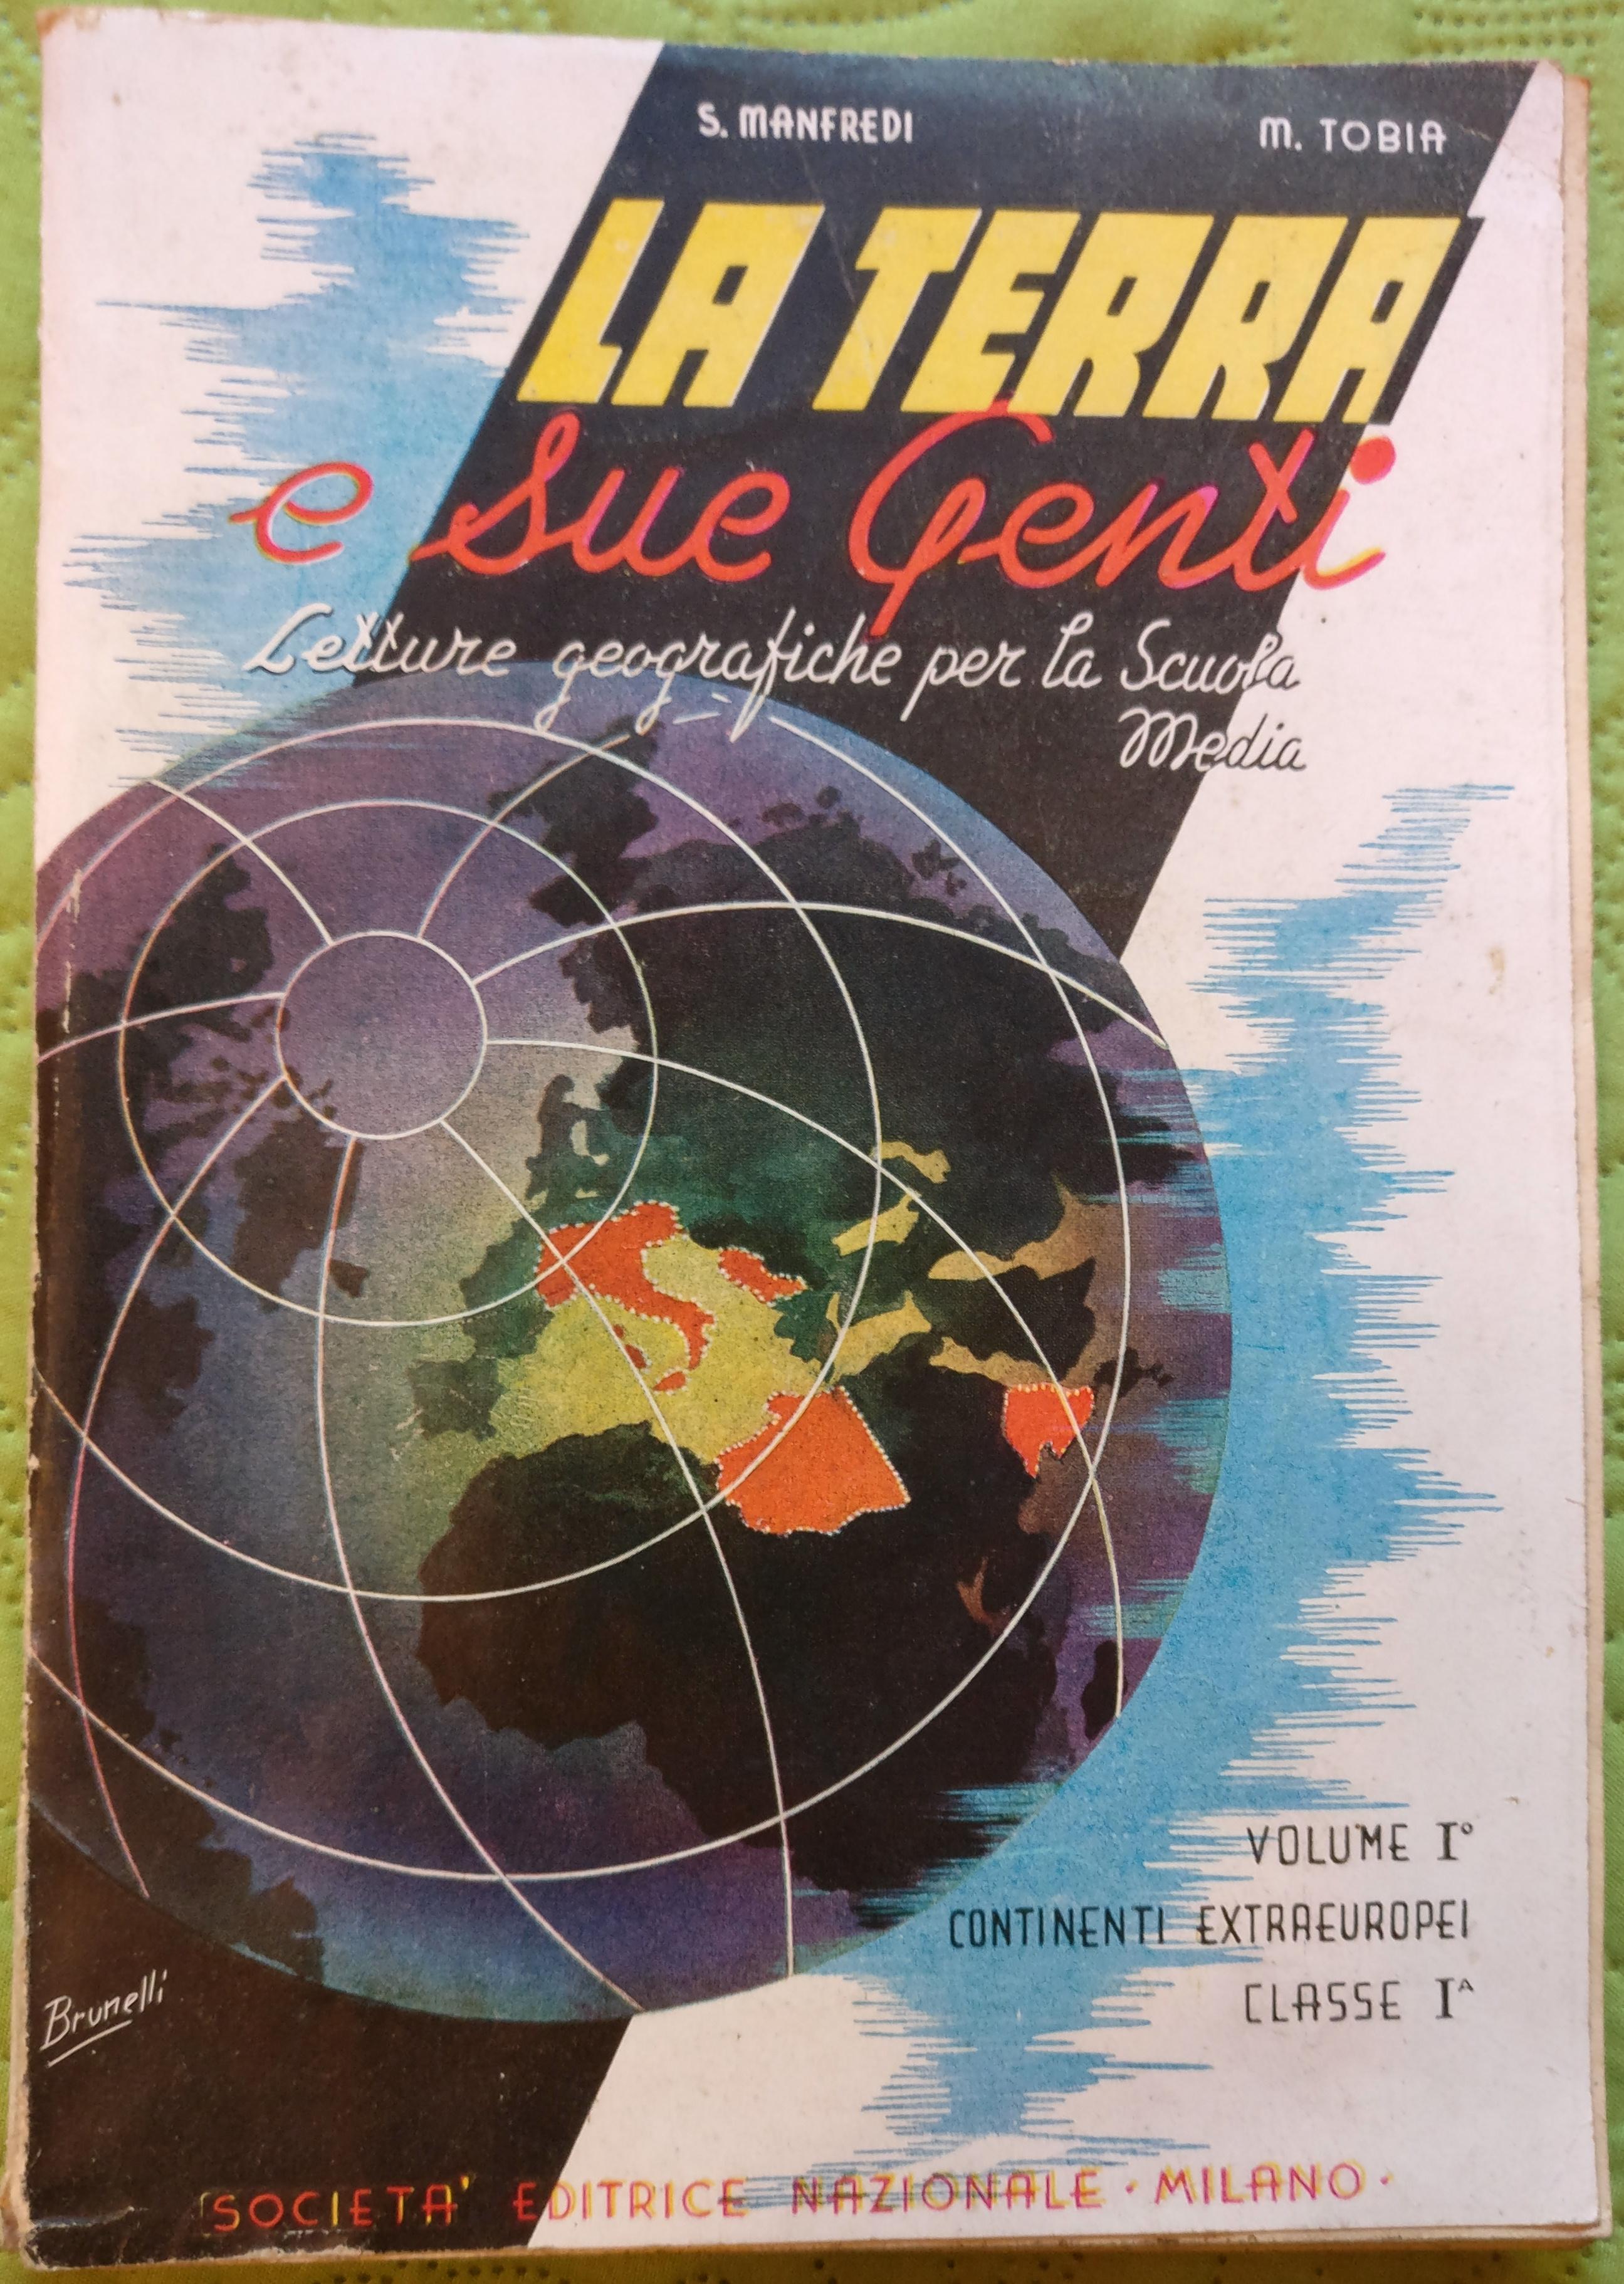 S. MANFREDI M. TOBIA
LA TERRA
e sue Genti
Letture geografiche per la Scuola
Media
VOLUME I°
CONTINENTI EXTRAEUROPEI
CLASSE Iᴬ
Brunelli
SOCIETA' EDITRICE NAZIONALE · MILANO ·